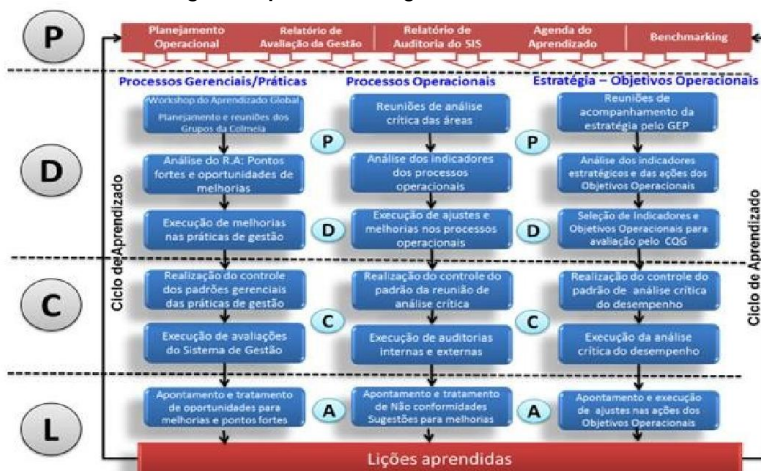 P
Planejamento
Operacional
Relatório de
Avaliação da Gestão
Relatório de
Auditoria do SIS
Agenda do
Aprendizado
Benchmarking
Processos Gerenciais/Práticas
Processos Operacionais
Estratégia – Objetivos Operacionais
D
Workshop do Aprendizado Global
Planejamento e reuniões dos
Grupos da Colmeia
Análise do R.A: Pontos
fortes e oportunidades de
melhorias
Execução de melhorias
nas práticas de gestão
P
Reuniões de análise
crítica das áreas
Análise dos indicadores
dos processos
operacionais
D
Execução de ajustes e
melhorias nos processos
operacionais
P
Reuniões de
acompanhamento da
estratégia pelo GEP
Análise dos indicadores
estratégicos e das ações dos
Objetivos Operacionais
D
Seleção de Indicadores e
Objetivos Operacionais para
avaliação pelo CQG
C
Realização do controle
dos padrões gerenciais
das práticas de gestão
Execução de avaliações
do Sistema de Gestão
C
Realização do controle do
padrão da reunião de
análise crítica
Execução de auditorias
internas e externas
C
Realização do controle do
padrão de análise crítica
do desempenho
Execução da análise
crítica do desempenho
L
Apontamento e tratamento
de oportunidades para
melhorias e pontos fortes
A
Apontamento e tratamento
de Não conformidades
Sugestões para melhorias
A
Apontamento e execução
de ajustes nas ações dos
Objetivos Operacionais
Lições aprendidas
Ciclo de Aprendizado
Ciclo de Aprendizado